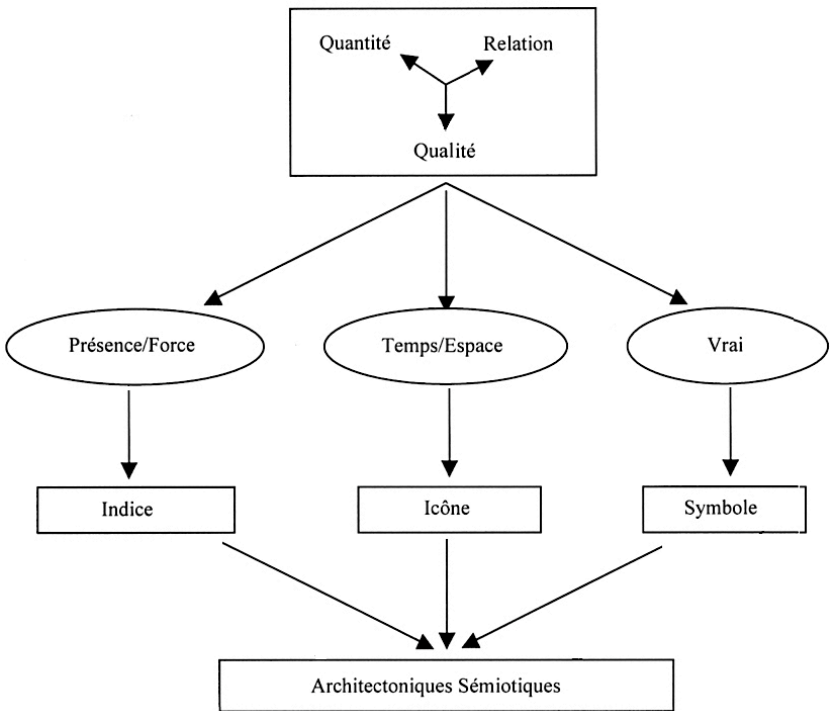 Quantité Relation
Qualité
Présence/Force Temps/Espace Vrai
Indice Icône Symbole
Architectoniques Sémiotiques